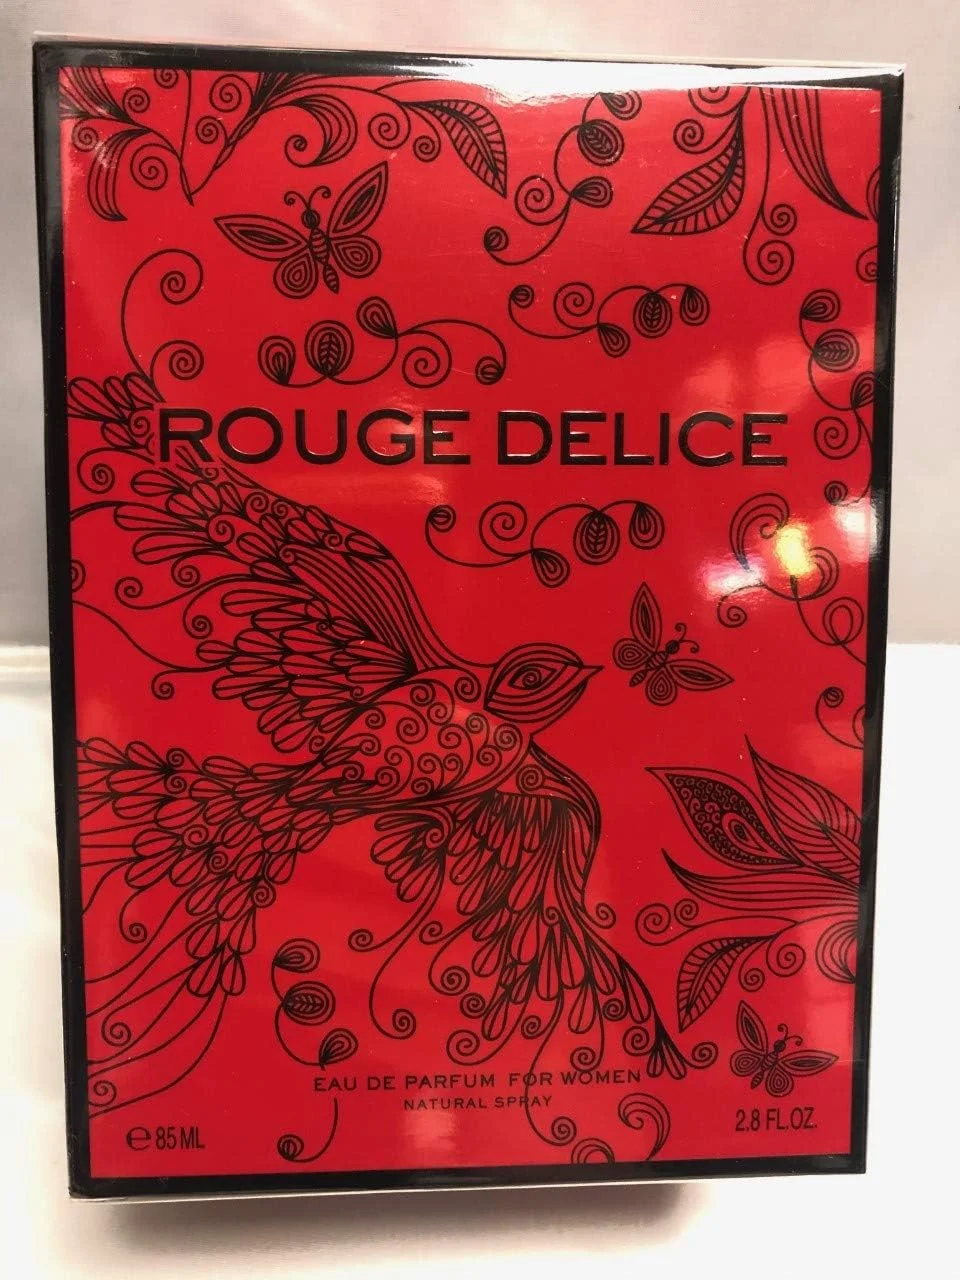 ROUGE DELICE
EAU DE PARFUM FOR WOMEN
NATURAL SPRAY
℮ 85 ML
2.8 FL.OZ.